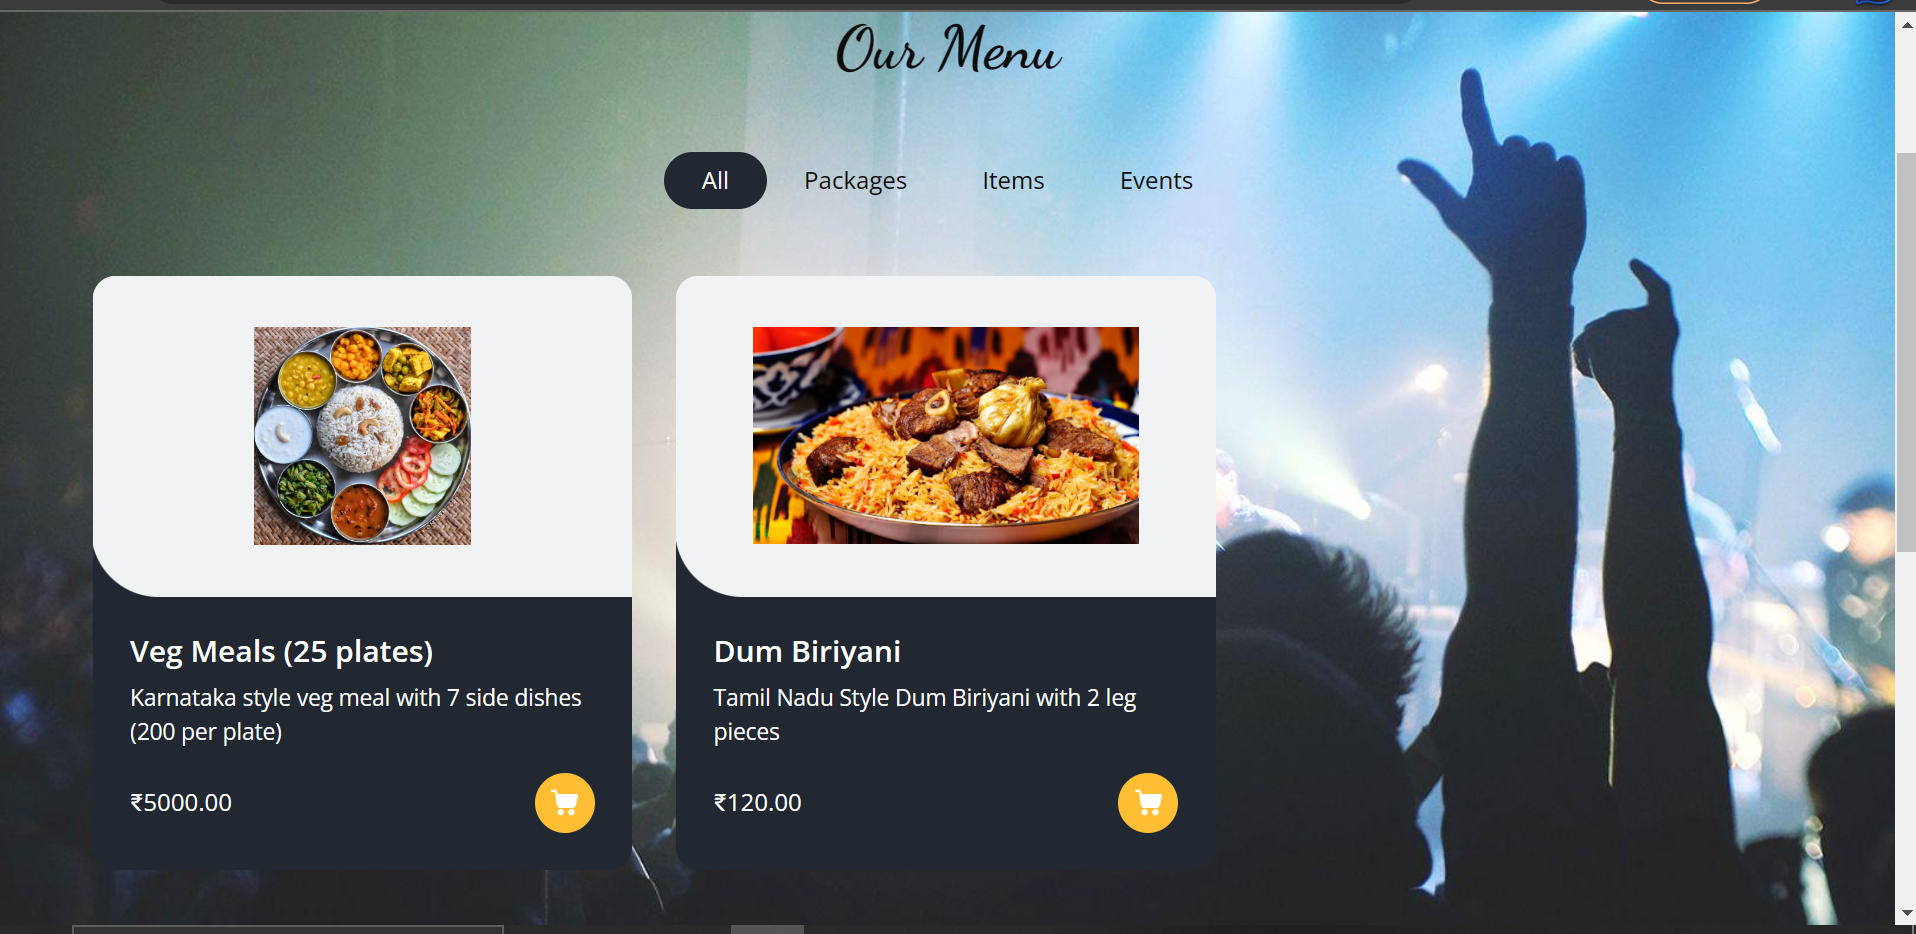 Our Menu
All Packages Items Events
Veg Meals (25 plates)
Karnataka style veg meal with 7 side dishes
(200 per plate)
₹5000.00
Dum Biriyani
Tamil Nadu Style Dum Biriyani with 2 leg
pieces
₹120.00